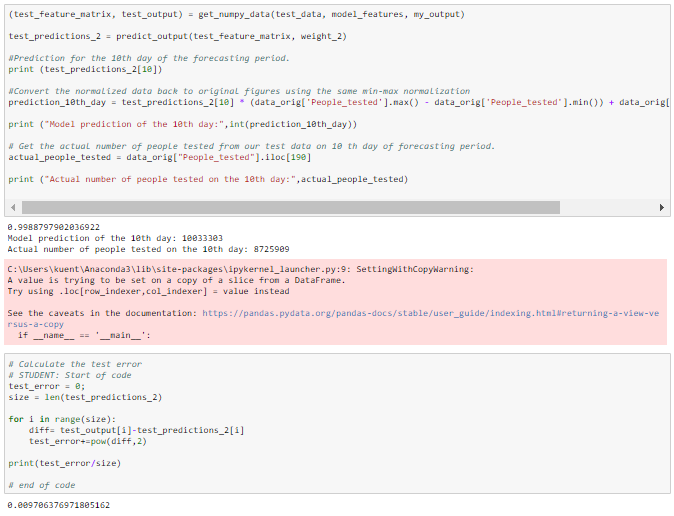 (test_feature_matrix, test_output) = get_numpy_data(test_data, model_features, my_output)
test_predictions_2 = predict_output(test_feature_matrix, weight_2)
#Prediction for the 10th day of the forecasting period.
print (test_predictions_2[10])
#Convert the normalized data back to original figures using the same min-max normalization
prediction_10th_day = test_predictions_2[10] * (data_orig['People_tested'].max() - data_orig['People_tested'].min()) + data_orig[
print ("Model prediction of the 10th day:",int(prediction_10th_day))
# Get the actual number of people tested from our test data on 10 th day of forecasting period.
actual_people_tested = data_orig["People_tested"].iloc[190]
print ("Actual number of people tested on the 10th day:",actual_people_tested)
0.9988797902036922
Model prediction of the 10th day: 10033303
Actual number of people tested on the 10th day: 8725909
C:\Users\kuent\Anaconda3\lib\site-packages\ipykernel_launcher.py:9: SettingWithCopyWarning:
A value is trying to be set on a copy of a slice from a DataFrame.
Try using .loc[row_indexer,col_indexer] = value instead
See the caveats in the documentation: https://pandas.pydata.org/pandas-docs/stable/user_guide/indexing.html#returning-a-view-ve
rsus-a-copy
if __name__ == '__main__':
# Calculate the test error
# STUDENT: Start of code
test_error = 0;
size = len(test_predictions_2)
for i in range(size):
diff= test_output[i]-test_predictions_2[i]
test_error+=pow(diff,2)
print(test_error/size)
# end of code
0.009706376971805162